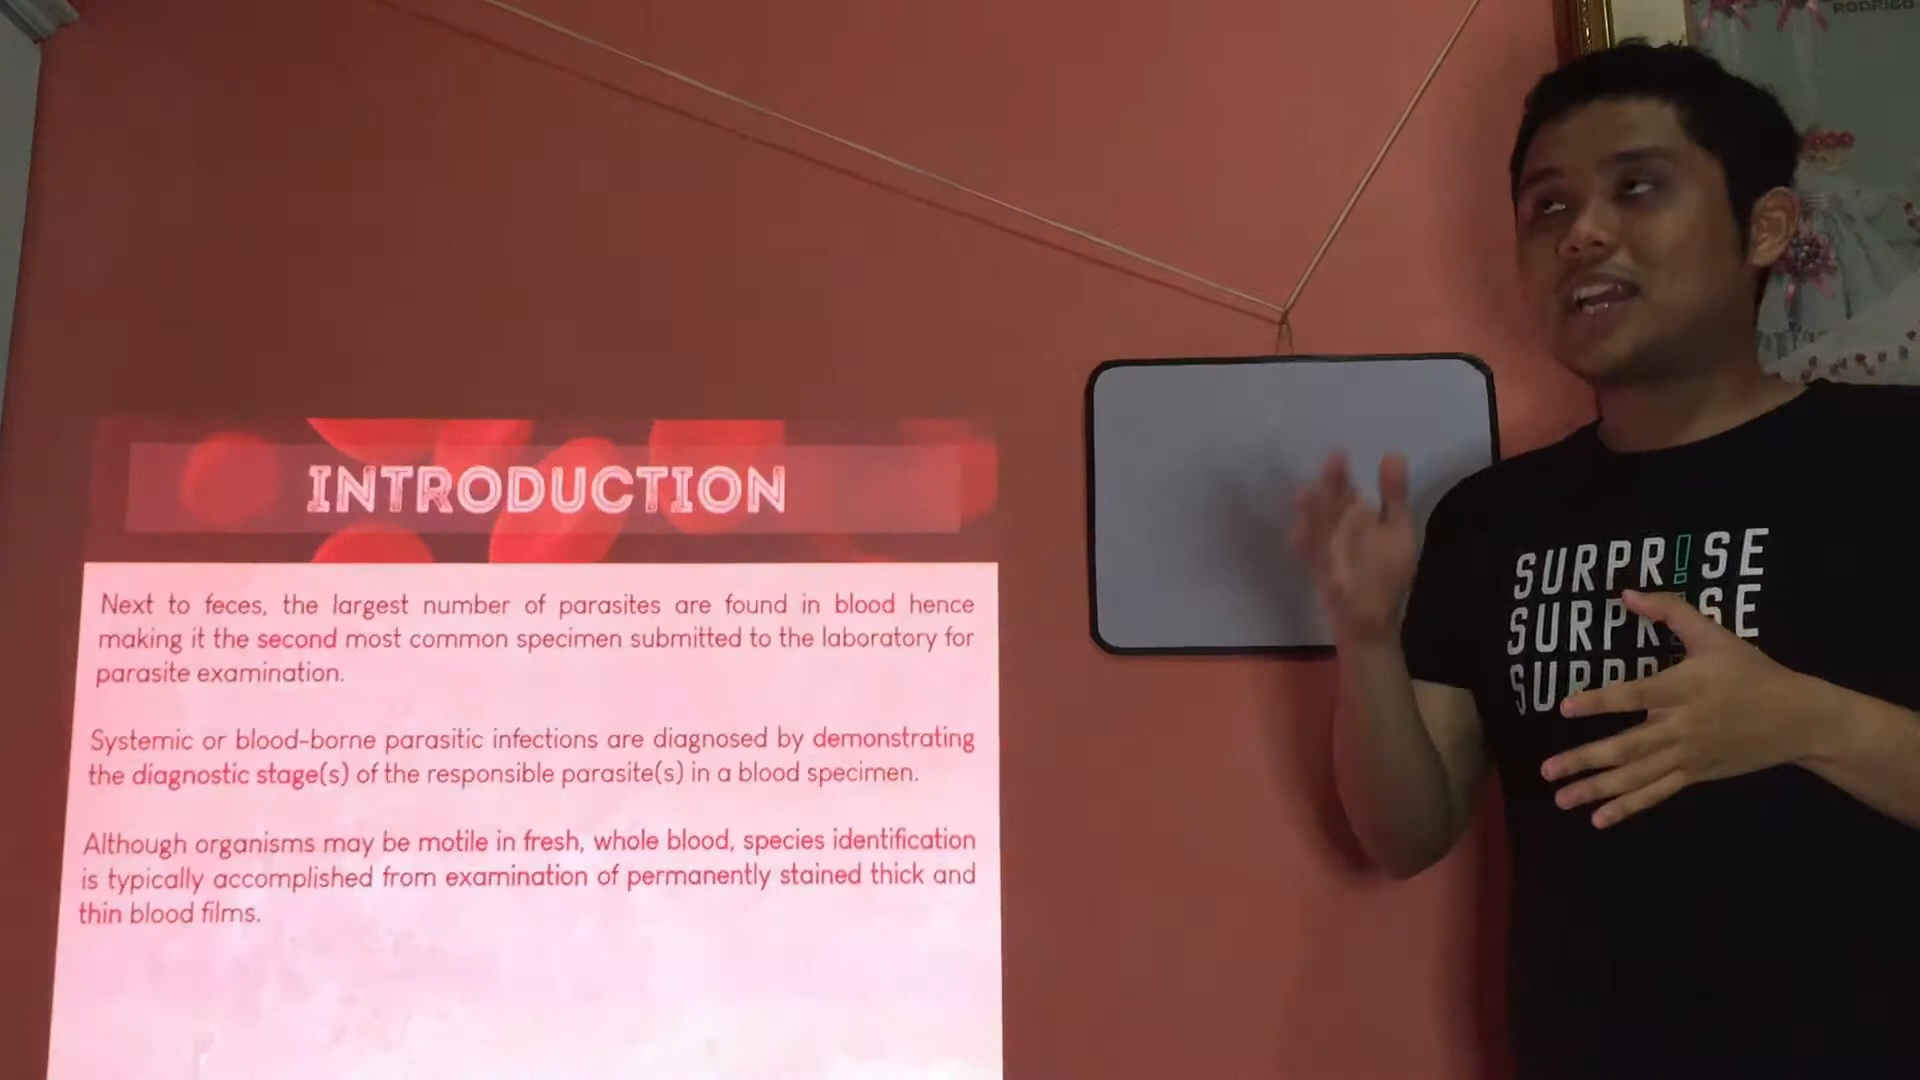 RODRIGO
INTRODUCTION
Next to feces, the largest number of parasites are found in blood hence
making it the second most common specimen submitted to the laboratory for
parasite examination.
Systemic or blood-borne parasitic infections are diagnosed by demonstrating
the diagnostic stage(s) of the responsible parasite(s) in a blood specimen.
Although organisms may be motile in fresh, whole blood, species identification
is typically accomplished from examination of permanently stained thick and
thin blood films.
SURPR!SE
SURPR SE
SURPR